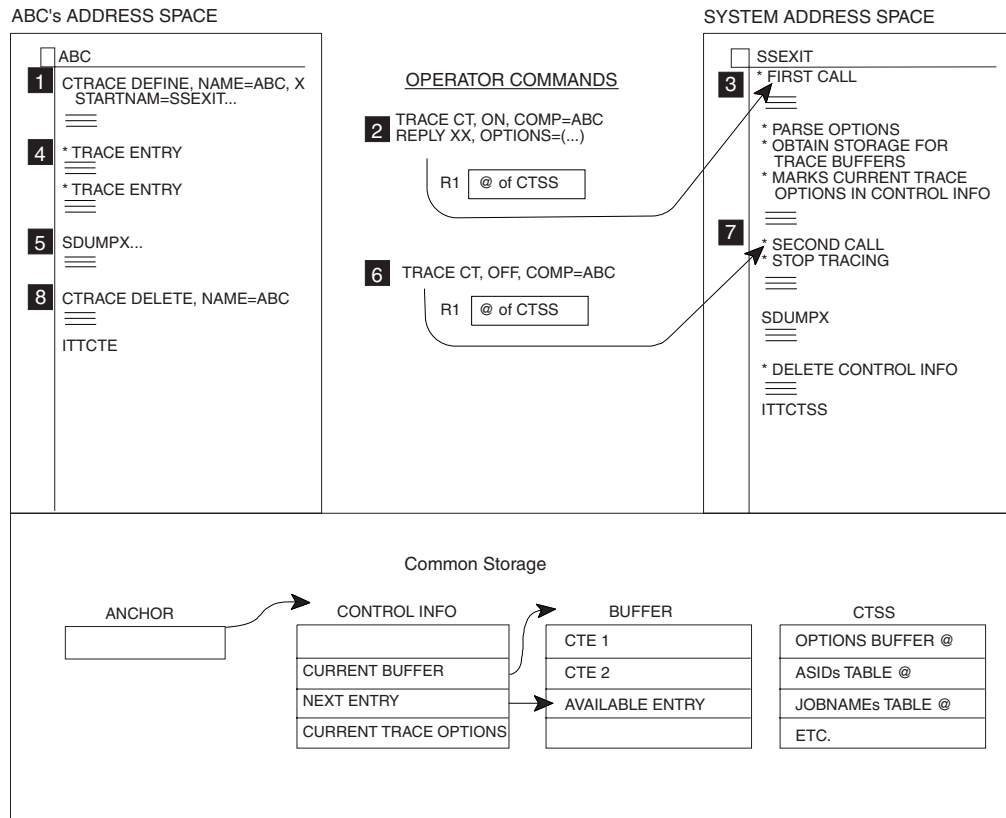 ABC's ADDRESS SPACE
ABC
1
CTRACE DEFINE, NAME=ABC, X
STARTNAM=SSEXIT...
4
* TRACE ENTRY
* TRACE ENTRY
5
SDUMPX...
8
CTRACE DELETE, NAME=ABC
ITTCTE
OPERATOR COMMANDS
2
TRACE CT, ON, COMP=ABC
REPLY XX, OPTIONS=(...)
R1 @ of CTSS
6
TRACE CT, OFF, COMP=ABC
R1 @ of CTSS
SYSTEM ADDRESS SPACE
SSEXIT
3
* FIRST CALL
* PARSE OPTIONS
* OBTAIN STORAGE FOR
TRACE BUFFERS
* MARKS CURRENT TRACE
OPTIONS IN CONTROL INFO
7
* SECOND CALL
* STOP TRACING
SDUMPX
* DELETE CONTROL INFO
ITTCTSS
Common Storage
ANCHOR
CONTROL INFO
CURRENT BUFFER
NEXT ENTRY
CURRENT TRACE OPTIONS
BUFFER
CTE 1
CTE 2
AVAILABLE ENTRY
CTSS
OPTIONS BUFFER @
ASIDs TABLE @
JOBNAMEs TABLE @
ETC.